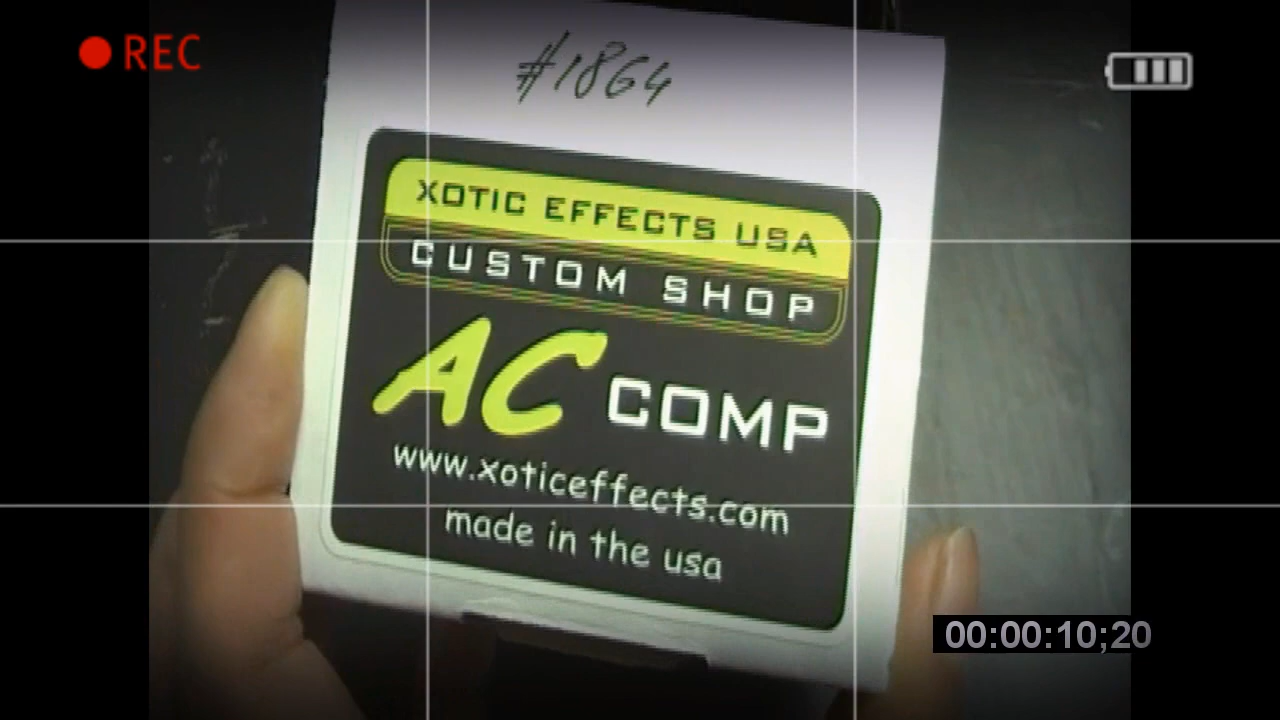 REC
#1864
XOTIC EFFECTS USA
CUSTOM SHOP
AC COMP
www.xoticeffects.com
made in the usa
00:00:10;20